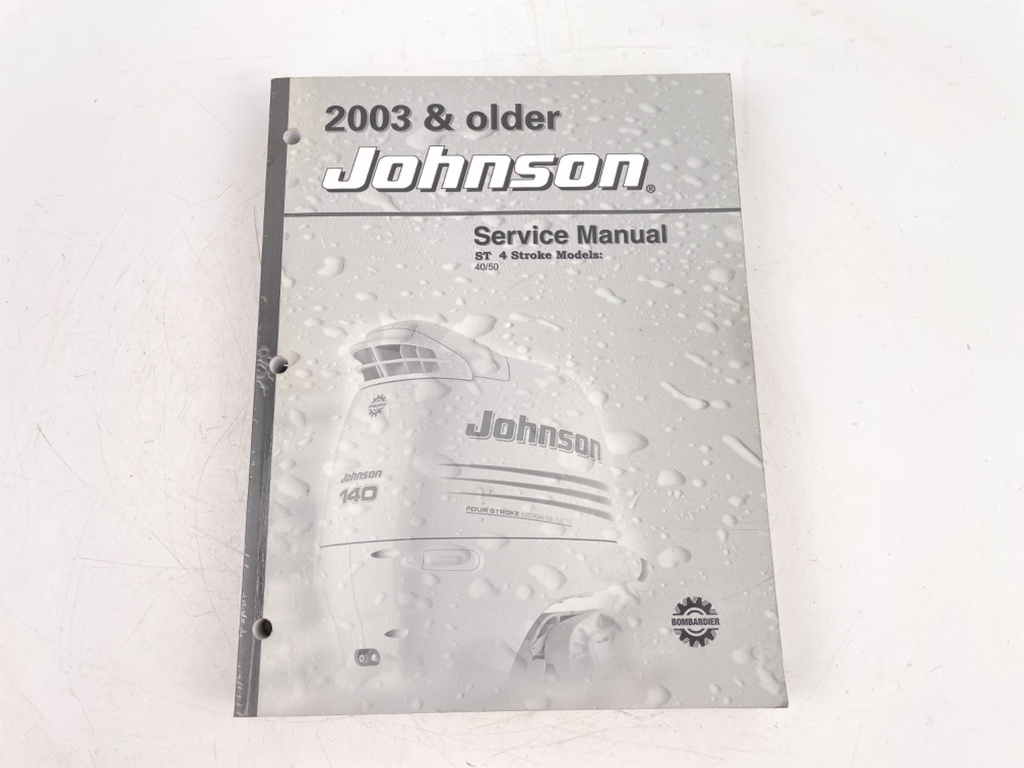 2003 & older
Johnson®
Service Manual
ST 4 Stroke Models:
40/50
Johnson
Johnson
140
FOUR STROKE
BOMBARDIER